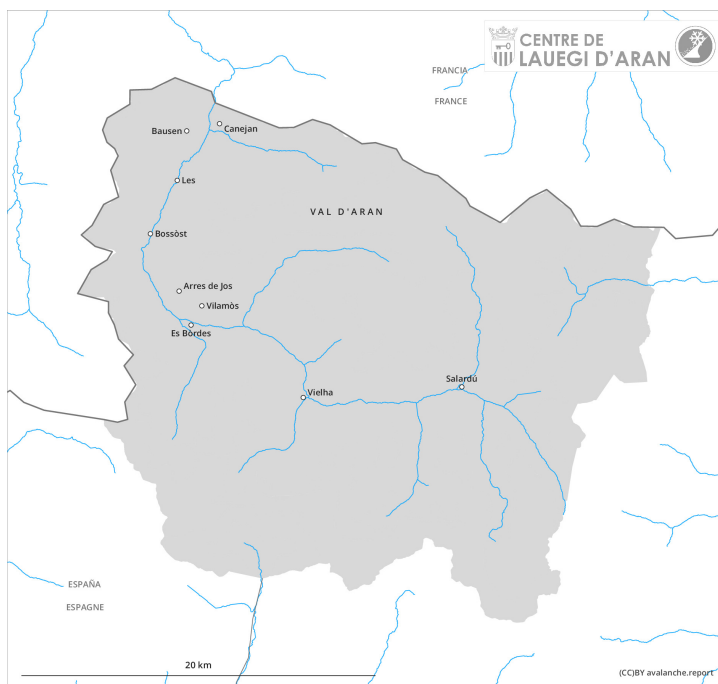 CENTRE DE
LAUEGI D'ARAN
FRANCIA
FRANCE
Bausen
Canejan
Les
VAL D'ARAN
Bossòst
Arres de Jos
Vilamòs
Es Bòrdes
Vielha
Salardú
ESPAÑA
ESPAGNE
20 km
(CC)BY avalanche.report